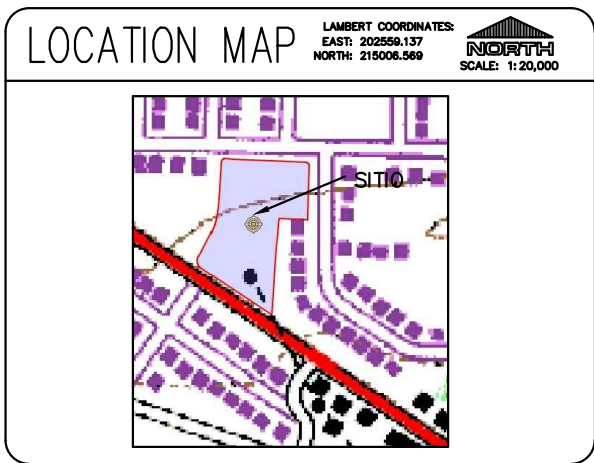 LOCATION MAP
LAMBERT COORDINATES:
EAST: 202559.137
NORTH: 215006.569
NORTH
SCALE: 1:20,000
SITIO